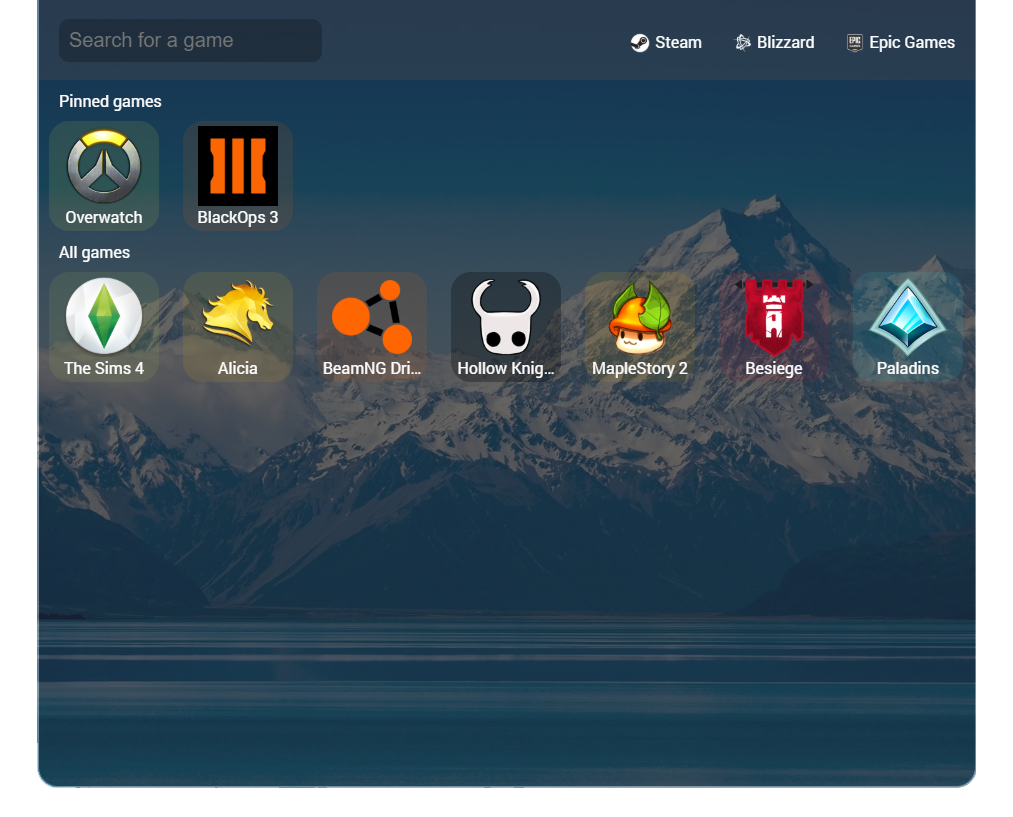 Search for a game
Steam
Blizzard
Epic Games
Pinned games
Overwatch
BlackOps 3
All games
The Sims 4
Alicia
BeamNG Dri...
Hollow Knig...
MapleStory 2
Besiege
Paladins